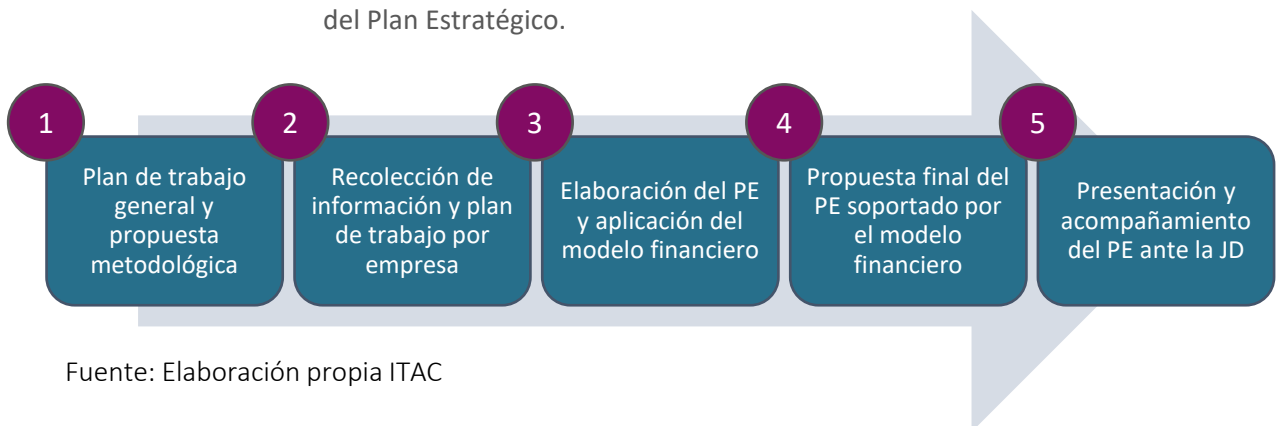 del Plan Estratégico.
1
Plan de trabajo
general y
propuesta
metodológica
2
Recolección de
información y plan
de trabajo por
empresa
3
Elaboración del PE
y aplicación del
modelo financiero
4
Propuesta final del
PE soportado por
el modelo
financiero
5
Presentación y
acompañamiento
del PE ante la JD
Fuente: Elaboración propia ITAC